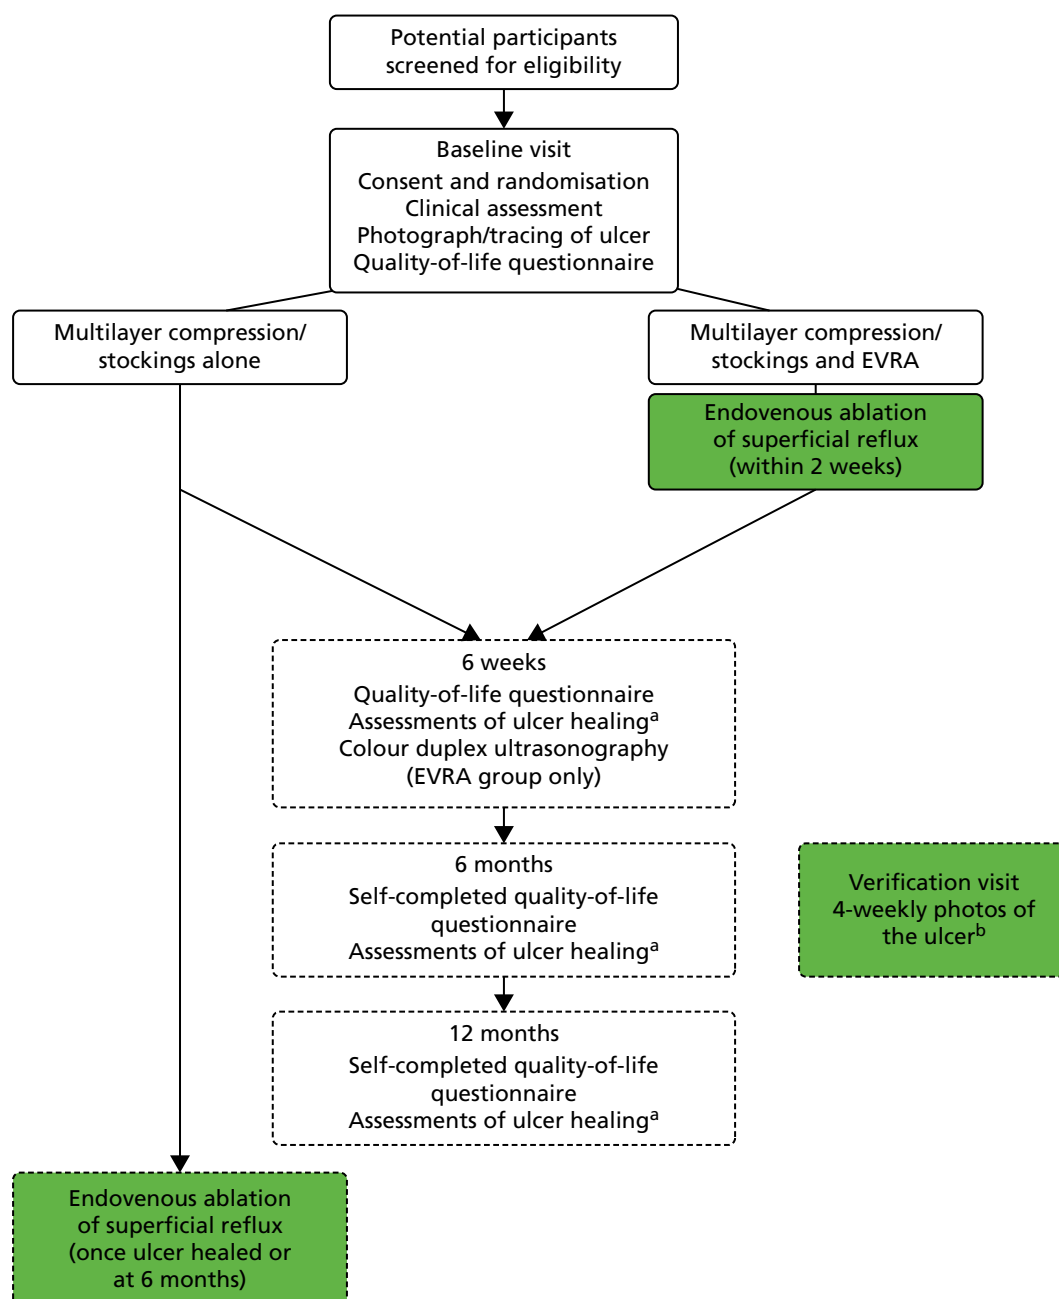 Potential participants
screened for eligibility
Baseline visit
Consent and randomisation
Clinical assessment
Photograph/tracing of ulcer
Quality-of-life questionnaire
Multilayer compression/
stockings alone
Multilayer compression/
stockings and EVRA
Endovenous ablation
of superficial reflux
(within 2 weeks)
6 weeks
Quality-of-life questionnaire
Assessments of ulcer healingᵃ
Colour duplex ultrasonography
(EVRA group only)
6 months
Self-completed quality-of-life
questionnaire
Assessments of ulcer healingᵃ
Verification visit
4-weekly photos of
the ulcerᵇ
12 months
Self-completed quality-of-life
questionnaire
Assessments of ulcer healingᵃ
Endovenous ablation
of superficial reflux
(once ulcer healed or
at 6 months)